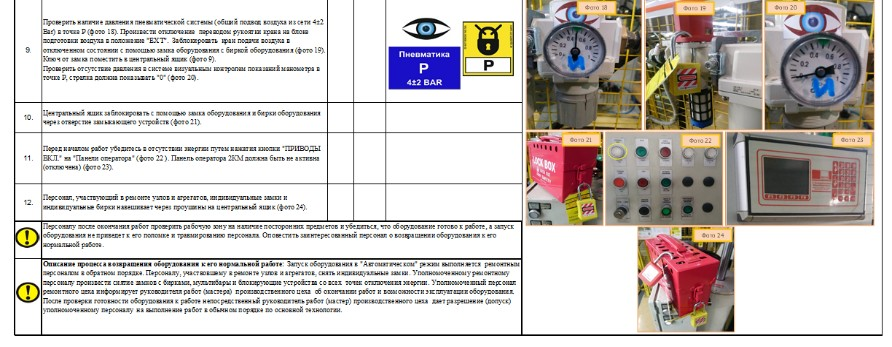 9.
Проверить наличие давления пневматической системы (общий подвод воздуха из сети 4±2
Bar) в точке P (фото 18). Произвести отключение переводом рукоятки крана на блоке
подготовки воздуха в положение "EXT". Заблокировать кран подачи воздуха в
отключенном состоянии с помощью замка оборудования с биркой оборудования (фото 19).
Ключ от замка поместить в центральный ящик (фото 9).
Проверить отсутствие давления в системе визуальным контролем показаний манометра в
точке P, стрелка должна показывать "0" (фото 20).
Пневматика
P
4±2 BAR
P
10.
Центральный ящик заблокировать с помощью замка оборудования и бирки оборудования
через отверстие замыкающего устройств (фото 21).
11.
Перед началом работ убедитесь в отсутствии энергии путем нажатия кнопки "ПРИВОДЫ
ВКЛ." на "Панели оператора" (фото 22). Панель оператора 2КМ должна быть не активна
(отключена) (фото 23).
12.
Персонал, участвующий в ремонте узлов и агрегатов, индивидуальные замки и
индивидуальные бирки навешивает через проушины на центральный ящик (фото 24).
Персоналу после окончания работ проверить рабочую зону на наличие посторонних предметов и убедиться, что оборудование готово к работе, а запуск
оборудования не приведет к его поломке и травмированию персонала. Оповестить заинтересованный персонал о возвращении оборудования к его
нормальной работе.
Описание процесса возвращения оборудования к его нормальной работе: Запуск оборудования в "Автоматическом" режим выполняется ремонтным
персоналом в обратном порядке. Персоналу, участвовшему в ремонте узлов и агрегатов, снять индивидуальные замки. Уполномоченному ремонтному
персоналу произвести снятие замков с бирками, мультибары и блокирующие устройства со всех точек отключения энергии. Уполномоченный персонал
ремонтного цеха информирует руководителя работ (мастера) производственного цеха об окончании работ и возможности эксплуатации оборудования.
После проверки готовности оборудования к работе непосредственный руководитель работ (мастер) производственного цеха дает разрешение (допуск)
уполномоченному персоналу на выполнение работ в обычном порядке по основной технологии.
Фото 18
Фото 19
Фото 20
Фото 21
LOCK BOX
Фото 22
Фото 23
Фото 24